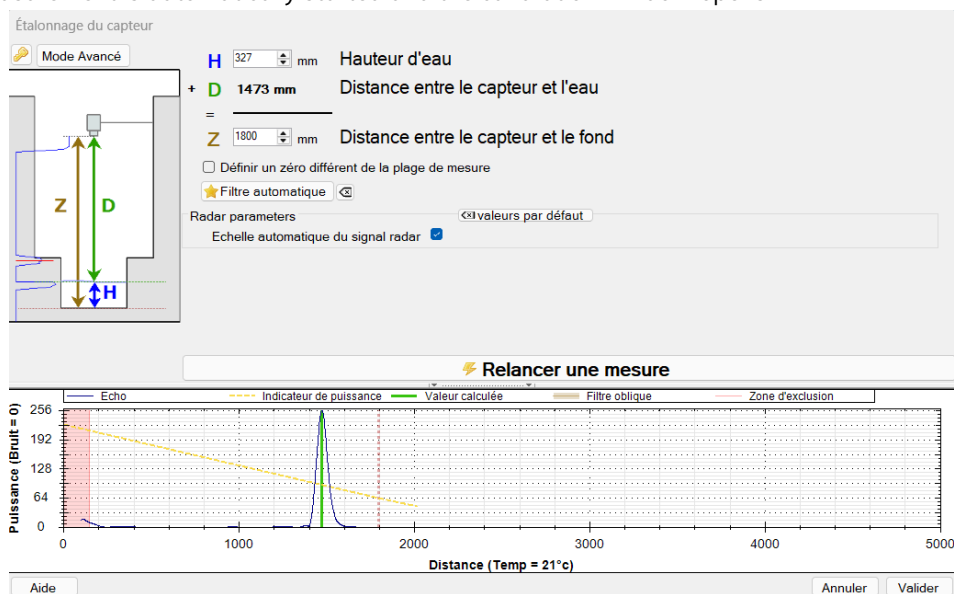 Étalonnage du capteur
Mode Avancé
H 327 mm Hauteur d'eau
+ D 1473 mm Distance entre le capteur et l'eau
=
Z 1800 mm Distance entre le capteur et le fond
Définir un zéro différent de la plage de mesure
Filtre automatique
Radar parameters valeurs par défaut
Echelle automatique du signal radar
Z D
H
Relancer une mesure
Echo Indicateur de puissance Valeur calculée Filtre oblique Zone d'exclusion
Puissance (Bruit = 0)
256
192
128
64
0
0 1000 2000 3000 4000 5000
Distance (Temp = 21°c)
Aide Annuler Valider